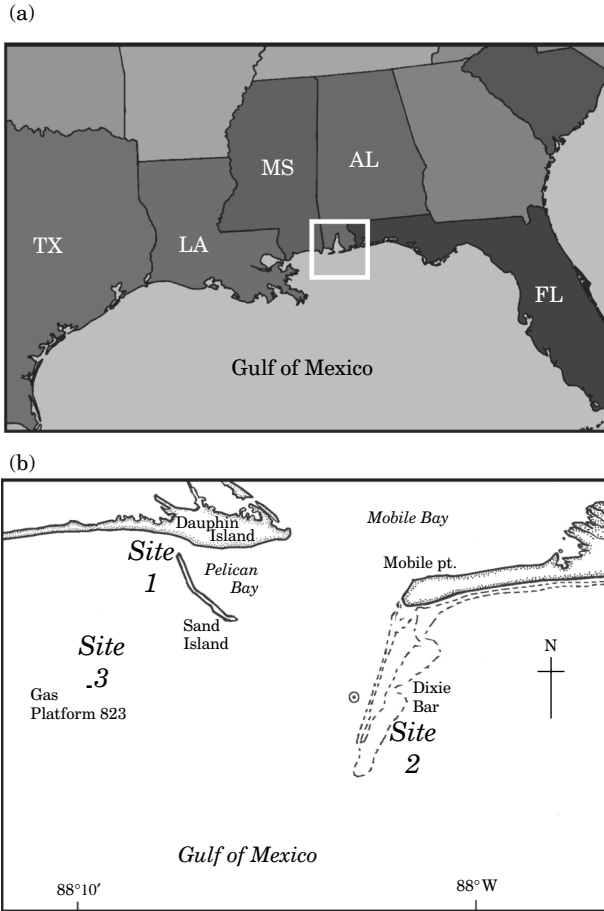 (a)
MS
AL
TX
LA
FL
Gulf of Mexico
(b)
Dauphin
Island
Mobile Bay
Site
1
Pelican
Bay
Mobile pt.
Sand
Island
Site
3
N
Gas
Platform 823
Dixie
Bar
Site
2
Gulf of Mexico
88°10'
88°W